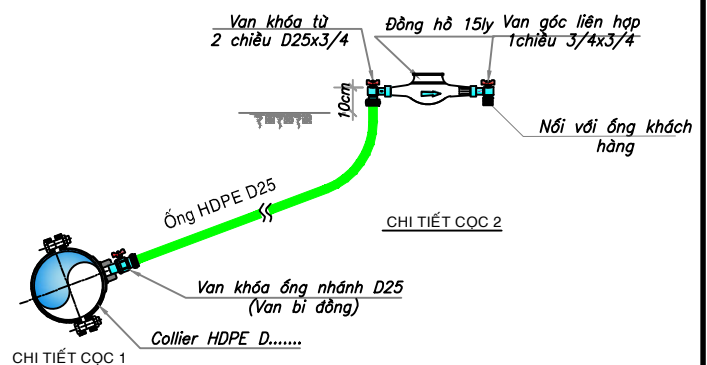 Van khóa từ
2 chiều D25x3/4
Đồng hồ 15ly
Van góc liên hợp
1chiều 3/4x3/4
10cm
Nối với ống khách
hàng
Ống HDPE D25
CHI TIẾT CỌC 2
Van khóa ống nhánh D25
(Van bi đồng)
Collier HDPE D.......
CHI TIẾT CỌC 1